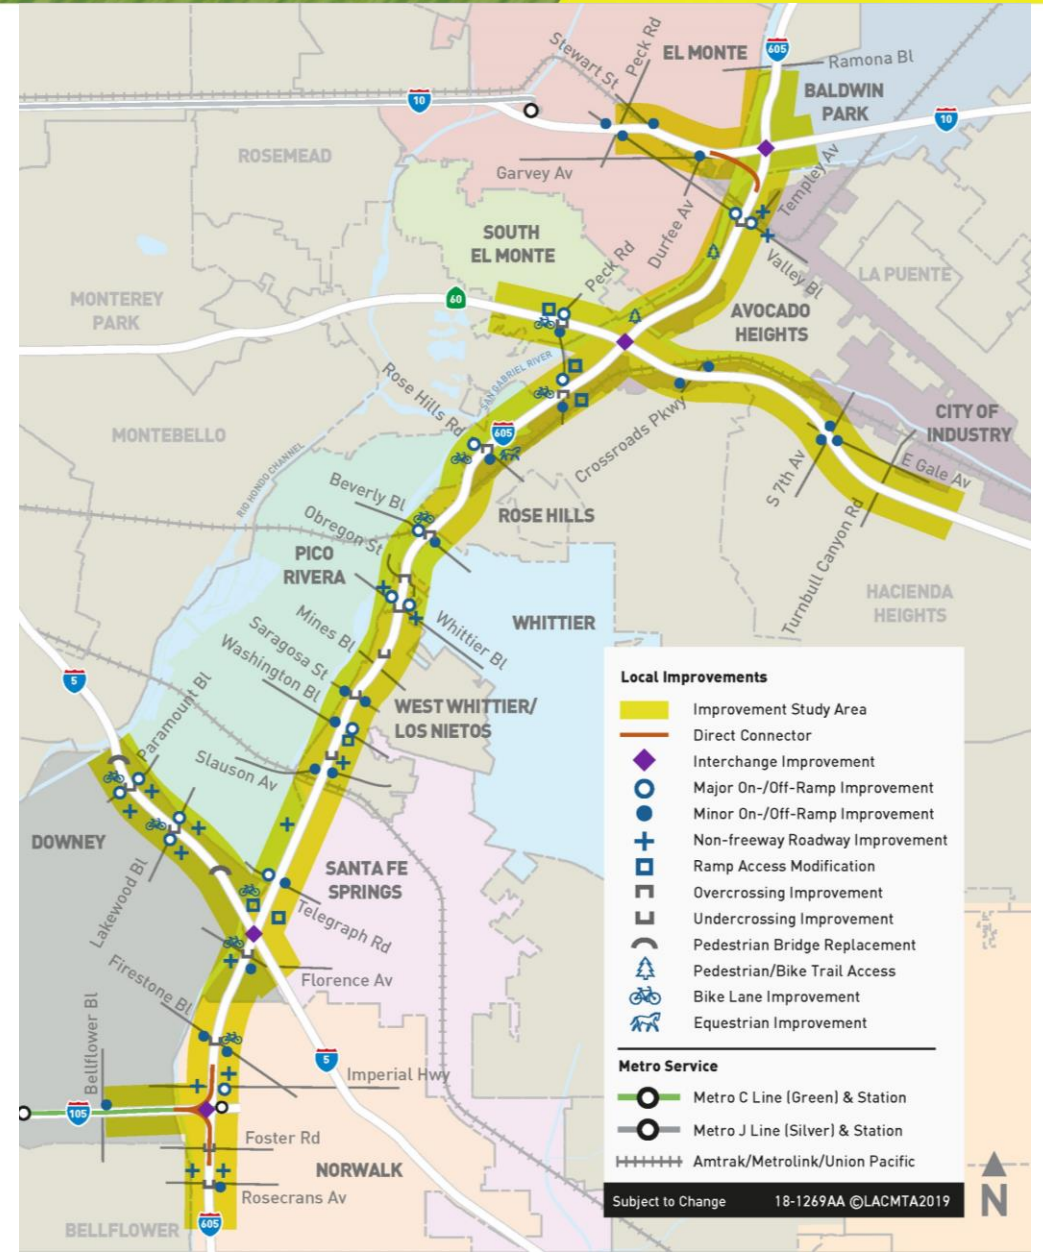 Stewart St
Peck Rd
EL MONTE
605
Ramona Bl
BALDWIN
PARK
10
10
ROSEMEAD
Garvey Av
Templey Av
SOUTH
EL MONTE
Peck Rd
Durfee Av
Valley Bl
LA PUENTE
MONTEREY
PARK
60
AVOCADO
HEIGHTS
SAN GABRIEL RIVER
Rose Hills Rd
MONTEBELLO
605
Crossroads Pkwy
CITY OF
INDUSTRY
S 7th Av
E Gale Av
RIO HONDO CHANNEL
Beverly Bl
Obregon St
ROSE HILLS
Turnbull Canyon Rd
PICO
RIVERA
HACIENDA
HEIGHTS
WHITTIER
Mines Bl
Whittier Bl
Saragosa St
Washington Bl
5
Paramount Bl
WEST WHITTIER/
LOS NIETOS
Slauson Av
DOWNEY
SANTA FE
SPRINGS
Lakewood Bl
Telegraph Rd
Florence Av
Firestone Bl
Bellflower Bl
5
Imperial Hwy
105
Foster Rd
NORWALK
Rosecrans Av
BELLFLOWER
605
Local Improvements
Improvement Study Area
Direct Connector
Interchange Improvement
Major On-/Off-Ramp Improvement
Minor On-/Off-Ramp Improvement
Non-freeway Roadway Improvement
Ramp Access Modification
Overcrossing Improvement
Undercrossing Improvement
Pedestrian Bridge Replacement
Pedestrian/Bike Trail Access
Bike Lane Improvement
Equestrian Improvement
Metro Service
Metro C Line (Green) & Station
Metro J Line (Silver) & Station
Amtrak/Metrolink/Union Pacific
Subject to Change 18-1269AA ©LACMTA2019
N